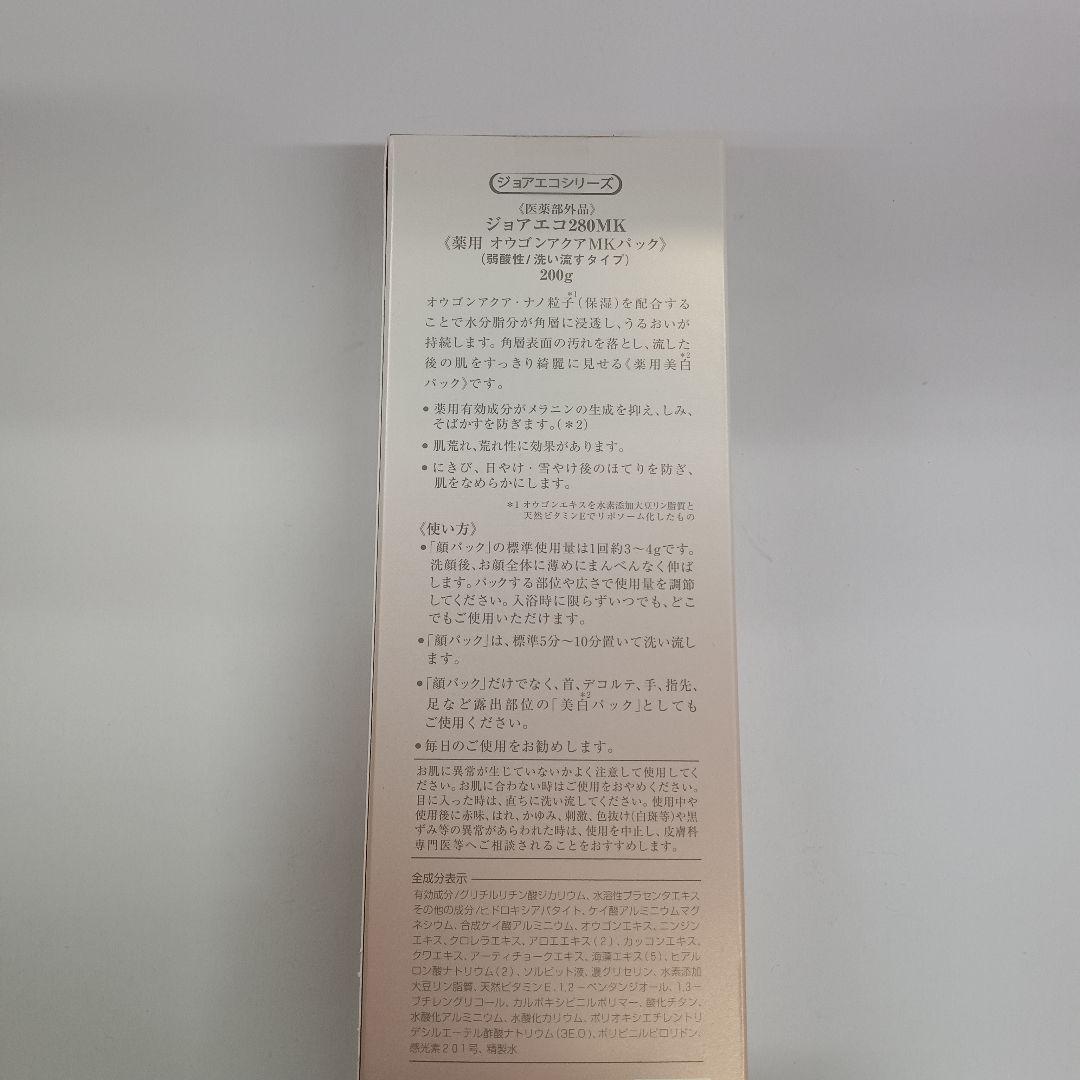 ジョアエコシリーズ
《医薬部外品》
ジョアエコ280MK
《薬用 オウゴンアクアMKパック》
(弱酸性/洗い流すタイプ)
200g
オウゴンアクア・ナノ粒子*1(保湿)を配合する
ことで水分脂分が角層に浸透し、うるおいが
持続します。角層表面の汚れを落とし、流した
後の肌をすっきり綺麗に見せる《薬用美白*2
パック》です。
●薬用有効成分がメラニンの生成を抑え、しみ、
そばかすを防ぎます。(*2)
●肌荒れ、荒れ性に効果があります。
●にきび、日やけ・雪やけ後のほてりを防ぎ、
肌をなめらかにします。
*1 オウゴンエキスを水素添加大豆リン脂質と
天然ビタミンEでリポソーム化したもの
《使い方》
●「顔パック」の標準使用量は1回約3〜4gです。
洗顔後、お顔全体に薄めにまんべんなく伸ば
します。パックする部位や広さで使用量を調節
してください。入浴時に限らずいつでも、どこ
でもご使用いただけます。
●「顔パック」は、標準5分〜10分置いて洗い流し
ます。
●「顔パック」だけでなく、首、デコルテ、手、指先、
足など露出部位の「美白*2パック」としても
ご使用ください。
●毎日のご使用をお勧めします。
お肌に異常が生じていないかよく注意して使用してく
ださい。お肌に合わない時はご使用をおやめください。
目に入った時は、直ちに洗い流してください。使用中や
使用後に赤味、はれ、かゆみ、刺激、色抜け(白斑等)や黒
ずみ等の異常があらわれた時は、使用を中止し、皮膚科
専門医等へご相談されることをおすすめします。
全成分表示
有効成分/グリチルリチン酸ジカリウム、水溶性プラセンタエキス
その他の成分/ヒドロキシアパタイト、ケイ酸アルミニウムマグ
ネシウム、合成ケイ酸アルミニウム、オウゴンエキス、ニンジン
エキス、クロレラエキス、アロエエキス(2)、カッコンエキス、
クワエキス、アーティチョークエキス、海藻エキス(5)、ヒアル
ロン酸ナトリウム(2)、ソルビット液、濃グリセリン、水素添加
大豆リン脂質、天然ビタミンE、1,2-ペンタンジオール、1,3-
ブチレングリコール、カルボキシビニルポリマー、酸化チタン、
水酸化アルミニウム、水酸化カリウム、ポリオキシエチレントリ
デシルエーテル酢酸ナトリウム(3E.O)、ポリビニルピロリドン、
感光素201号、精製水